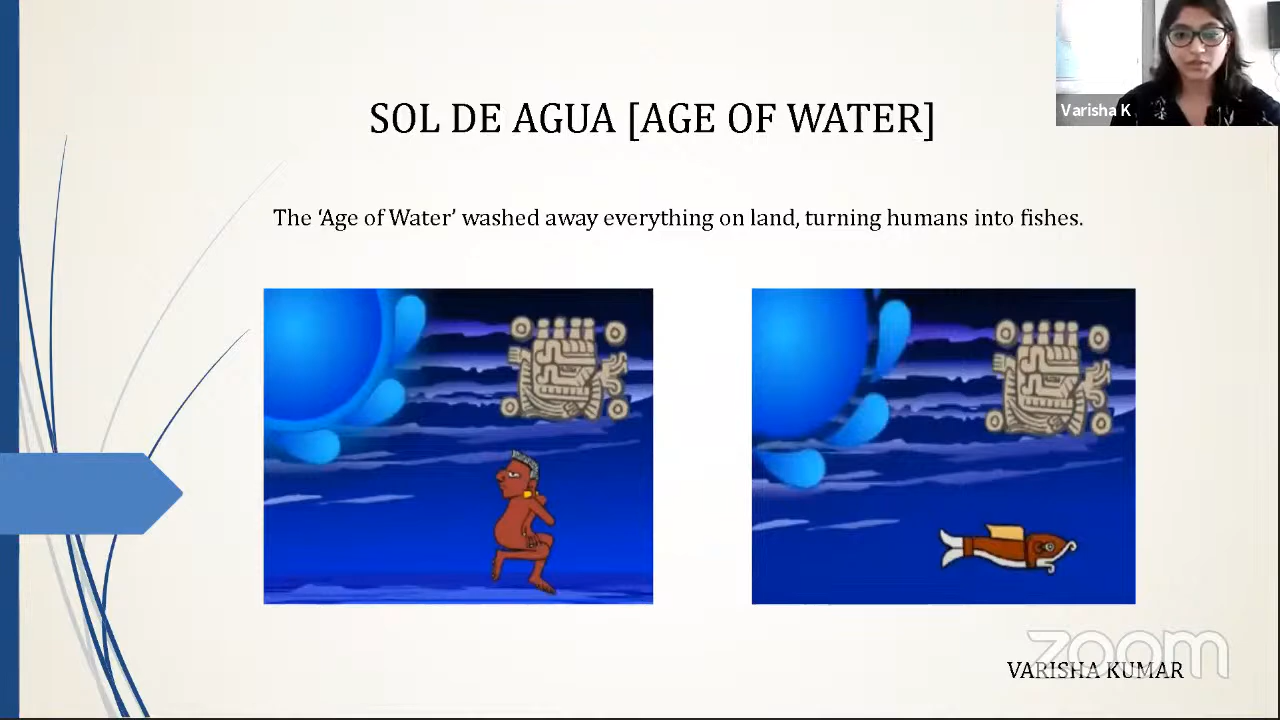 Varisha K
SOL DE AGUA [AGE OF WATER]
The ‘Age of Water’ washed away everything on land, turning humans into fishes.
zoom
VARISHA KUMAR